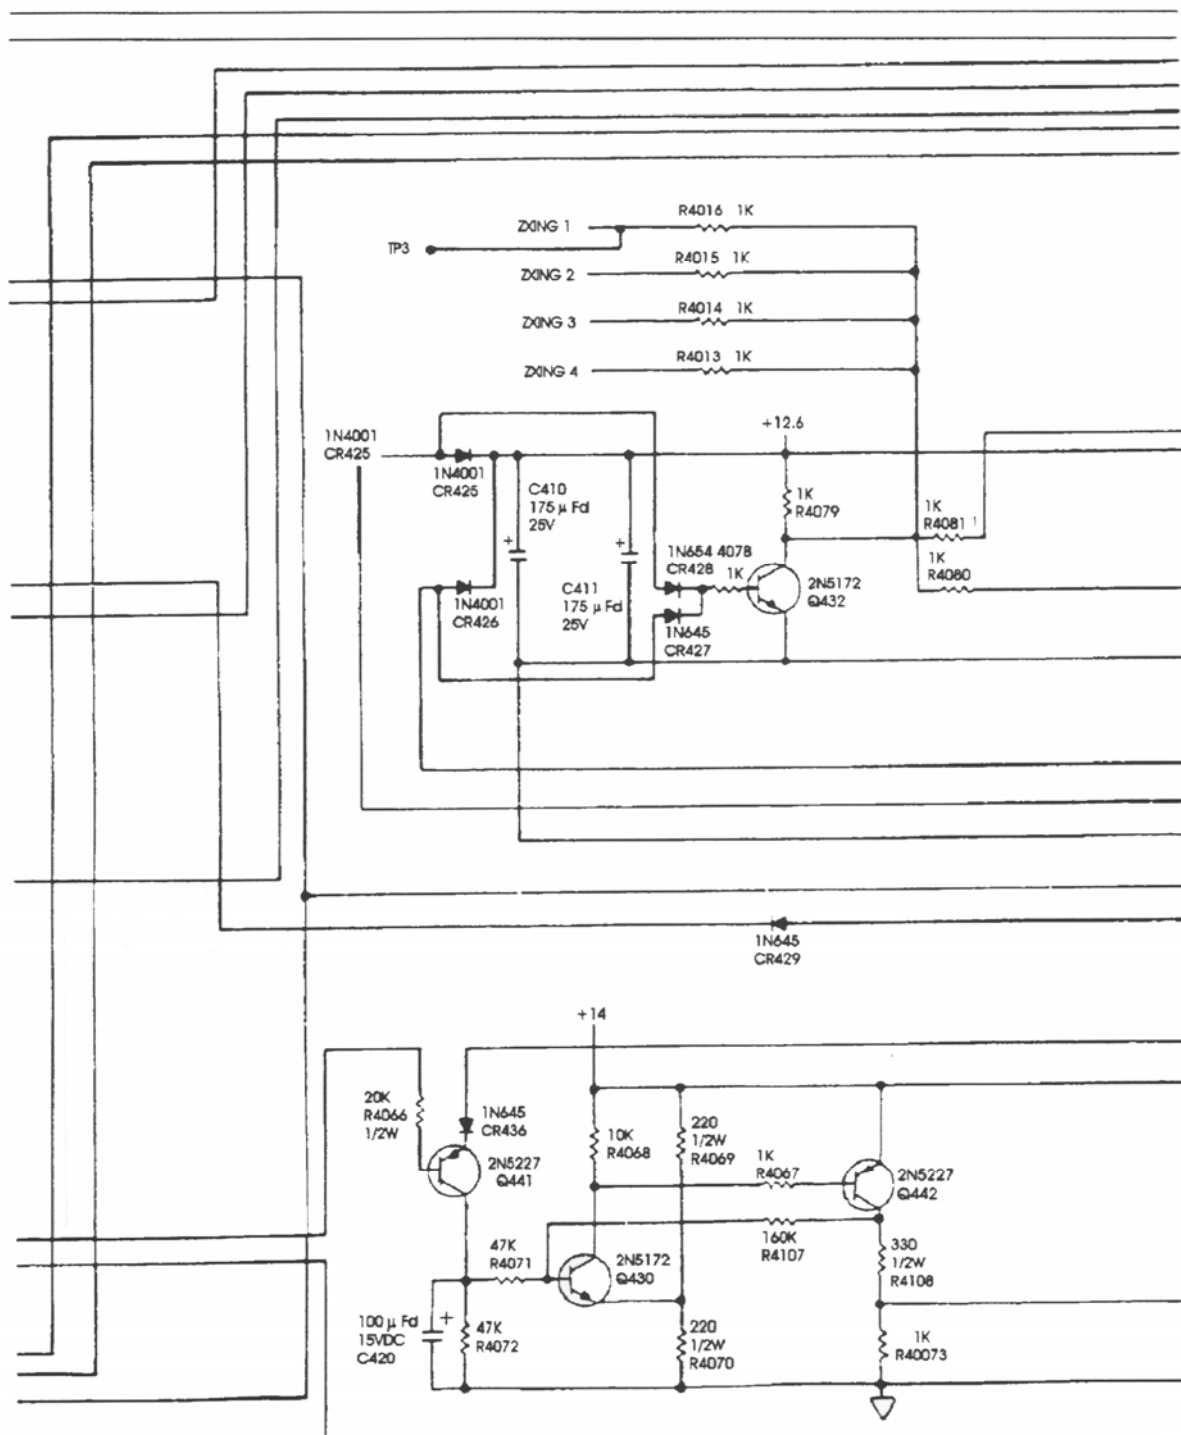 R4016 1K
ZXING 1
TP3
R4015 1K
ZXING 2
R4014 1K
ZXING 3
R4013 1K
ZXING 4
+12.6
1N4001
CR425
1N4001
CR425
C410
175 µ Fd
25V
+
1K
R4079
1K
R4081 1
1K
R4080
+
1N654 4078
CR428
1K
2N5172
Q432
C411
175 µ Fd
25V
1N4001
CR426
1N645
CR427
1N645
CR429
+14
20K
R4066
1/2W
1N645
CR436
2N5227
Q441
10K
R4068
220
1/2W
R4069
1K
R4067
2N5227
Q442
47K
R4071
2N5172
Q430
160K
R4107
330
1/2W
R4108
100 µ Fd
15VDC
C420
+
47K
R4072
220
1/2W
R4070
1K
R40073